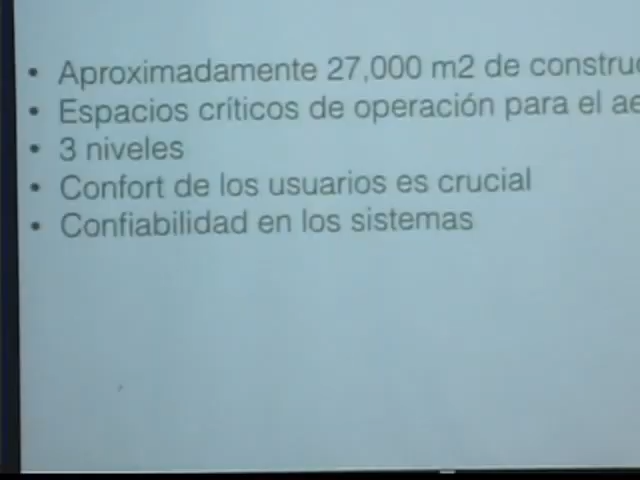 • Aproximadamente 27,000 m2 de construc
• Espacios críticos de operación para el ae
• 3 niveles
• Confort de los usuarios es crucial
• Confiabilidad en los sistemas